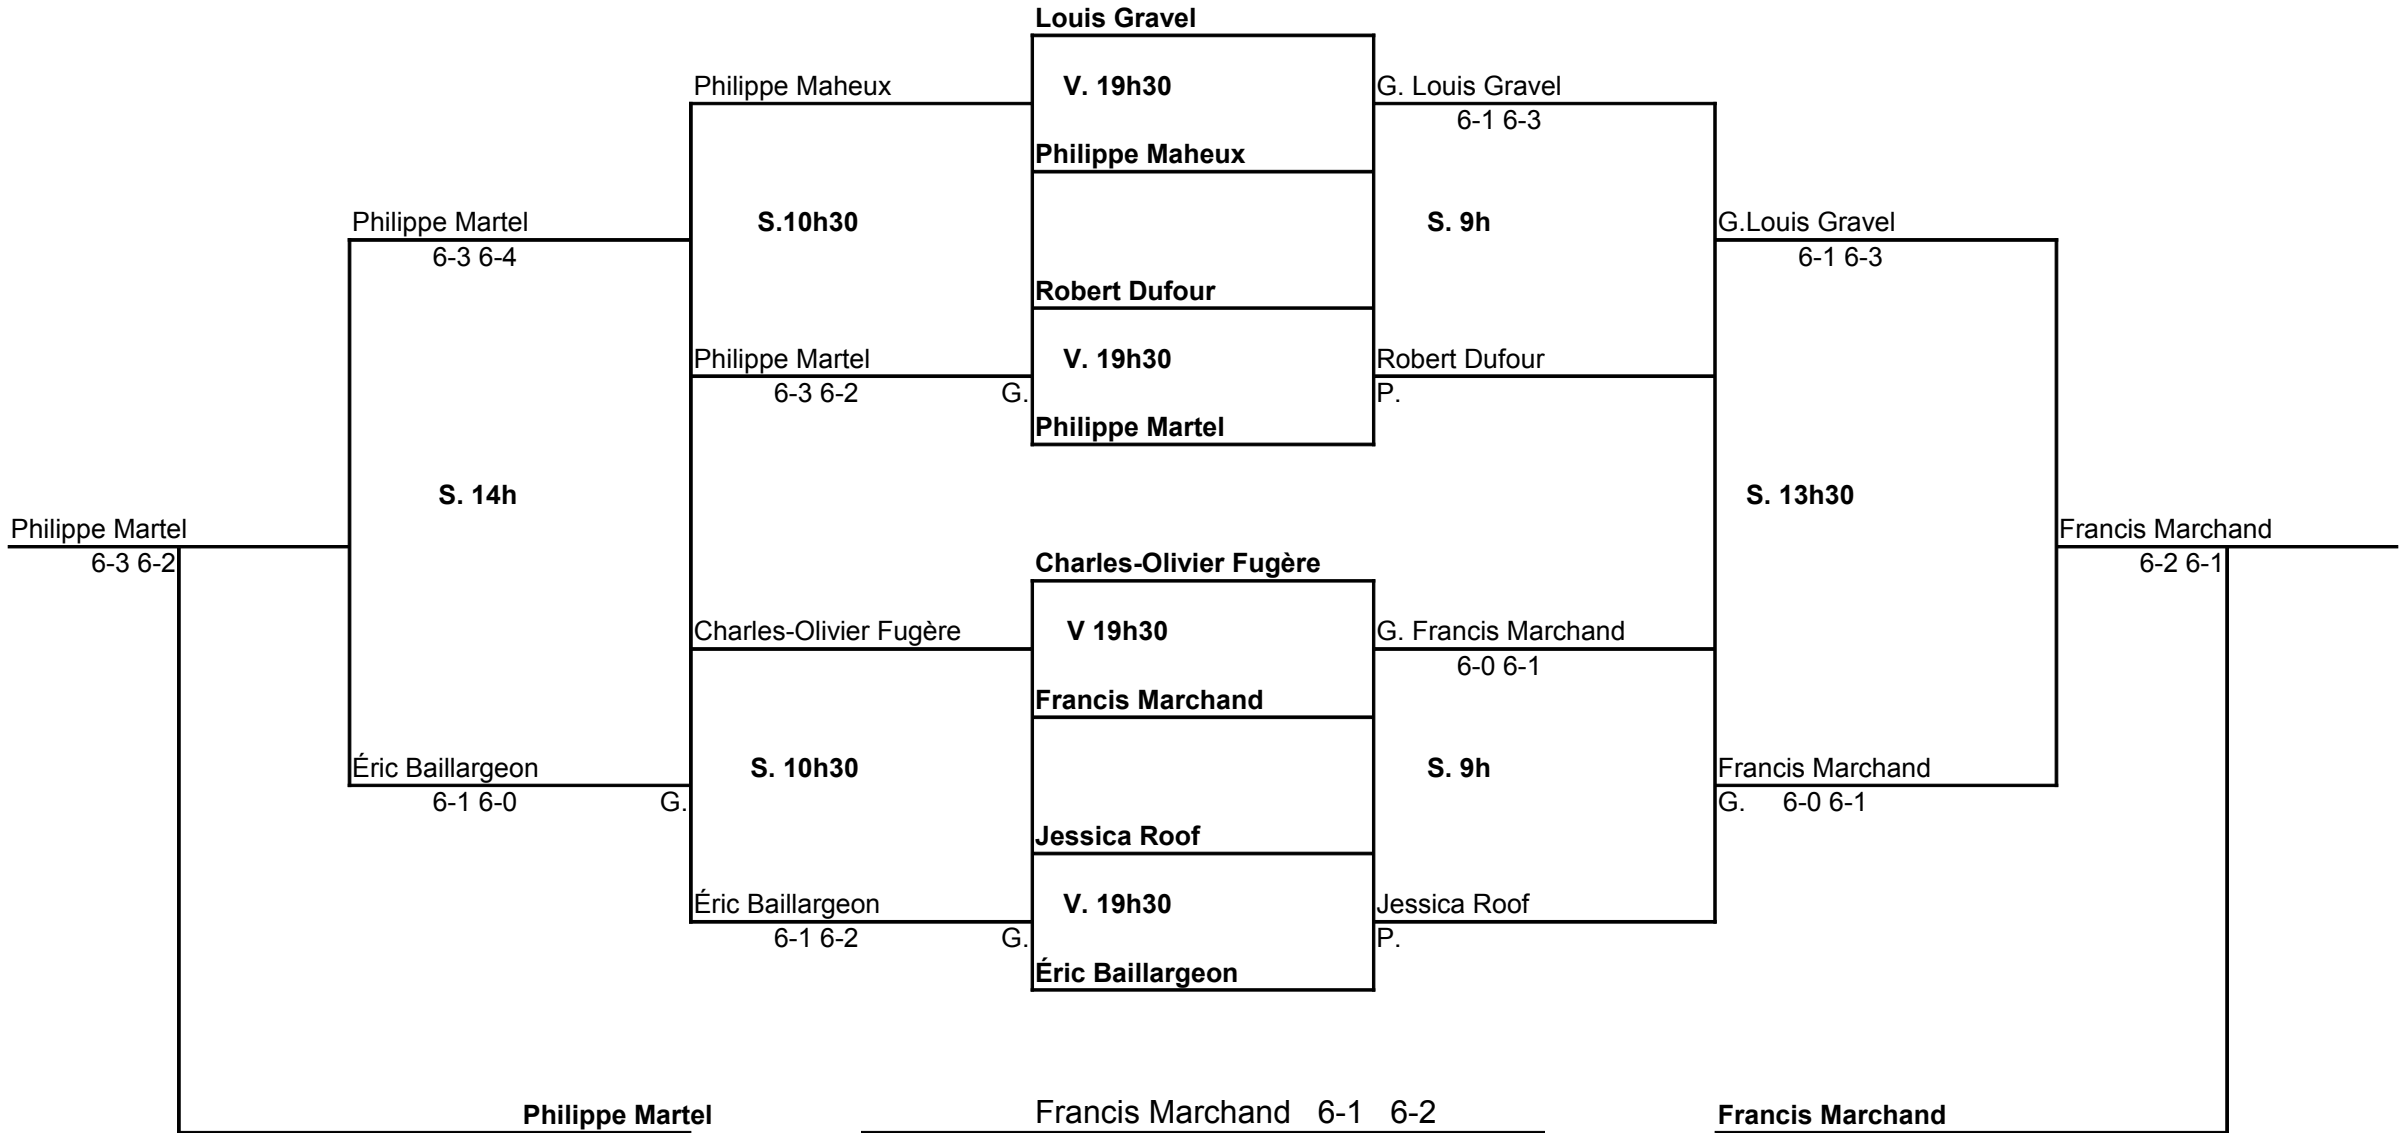 Louis Gravel
Philippe Maheux V. 19h30 G. Louis Gravel
6-1 6-3
Philippe Maheux
Philippe Martel S.10h30 S. 9h G.Louis Gravel
6-3 6-4 6-1 6-3
Robert Dufour
Philippe Martel V. 19h30 Robert Dufour
6-3 6-2 G. P.
Philippe Martel
S. 14h S. 13h30
Philippe Martel Francis Marchand
6-3 6-2 Charles-Olivier Fugère 6-2 6-1
Charles-Olivier Fugère V 19h30 G. Francis Marchand
6-0 6-1
Francis Marchand
Éric Baillargeon S. 10h30 S. 9h Francis Marchand
6-1 6-0 G. G. 6-0 6-1
Jessica Roof
Éric Baillargeon V. 19h30 Jessica Roof
6-1 6-2 G. P.
Éric Baillargeon
Philippe Martel Francis Marchand 6-1 6-2 Francis Marchand